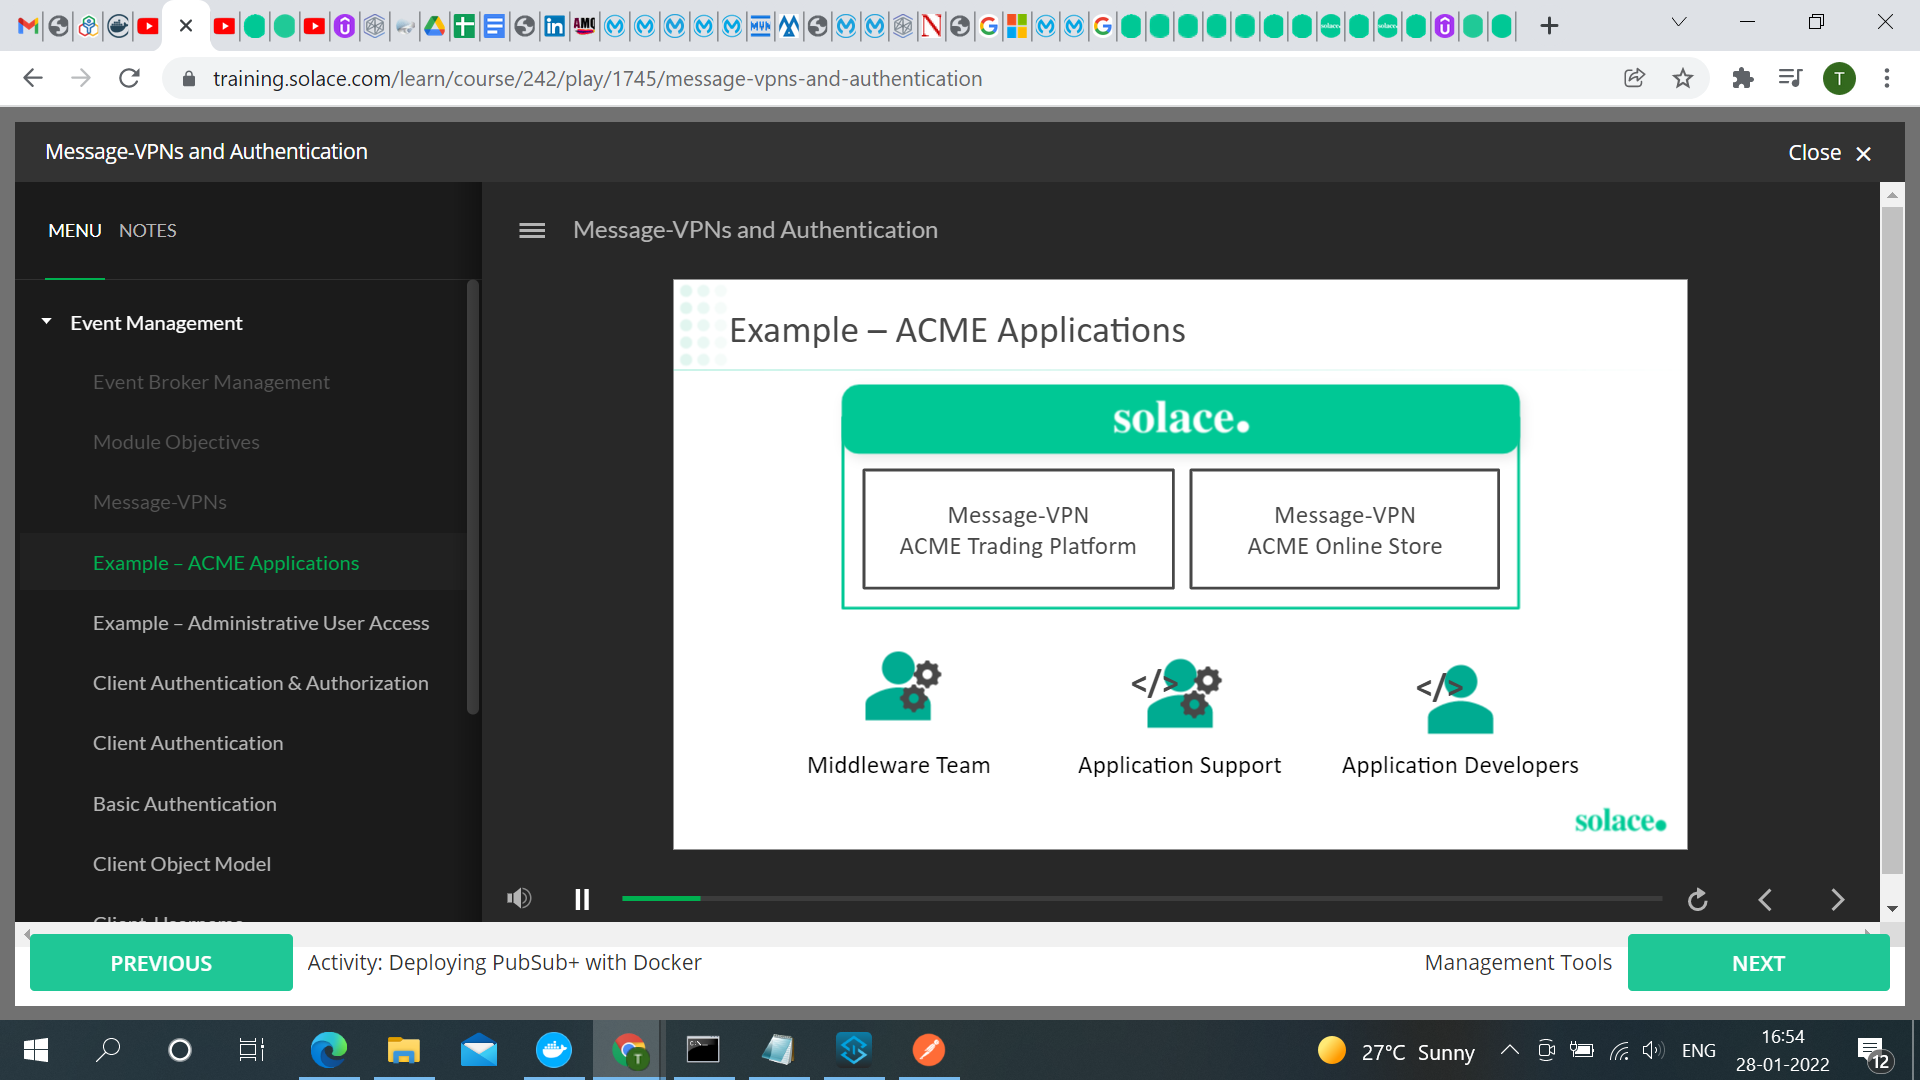 training.solace.com/learn/course/242/play/1745/message-vpns-and-authentication
T
Message-VPNs and Authentication
Close
MENU NOTES
Message-VPNs and Authentication
Event Management
Event Broker Management
Module Objectives
Message-VPNs
Example – ACME Applications
Example – Administrative User Access
Client Authentication & Authorization
Client Authentication
Basic Authentication
Client Object Model
Example – ACME Applications
solace.
Message-VPN
ACME Trading Platform
Message-VPN
ACME Online Store
</>
</>
Middleware Team
Application Support
Application Developers
solace.
PREVIOUS
Activity: Deploying PubSub+ with Docker
Management Tools
NEXT
T
27°C Sunny
ENG
16:54
28-01-2022
12